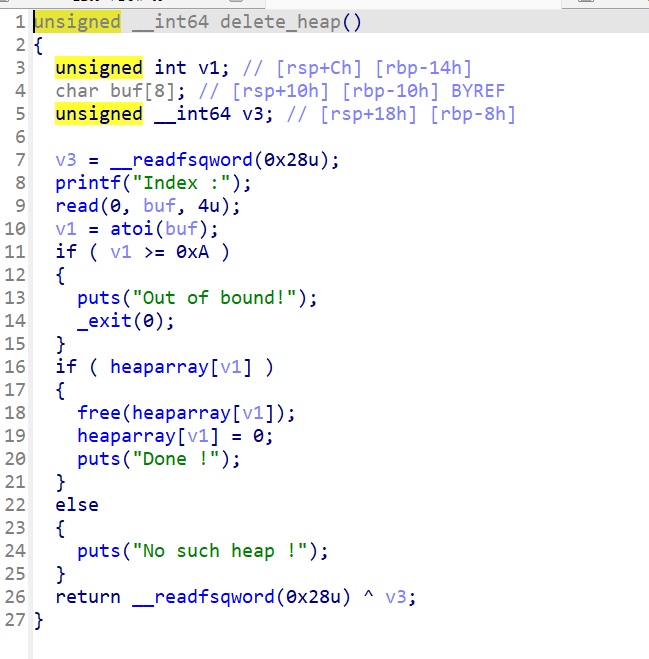 1 unsigned __int64 delete_heap()
2 {
3 unsigned int v1; // [rsp+Ch] [rbp-14h]
4 char buf[8]; // [rsp+10h] [rbp-10h] BYREF
5 unsigned __int64 v3; // [rsp+18h] [rbp-8h]
6
7 v3 = __readfsqword(0x28u);
8 printf("Index :");
9 read(0, buf, 4u);
10 v1 = atoi(buf);
11 if ( v1 >= 0xA )
12 {
13 puts("Out of bound!");
14 _exit(0);
15 }
16 if ( heaparray[v1] )
17 {
18 free(heaparray[v1]);
19 heaparray[v1] = 0;
20 puts("Done !");
21 }
22 else
23 {
24 puts("No such heap !");
25 }
26 return __readfsqword(0x28u) ^ v3;
27 }